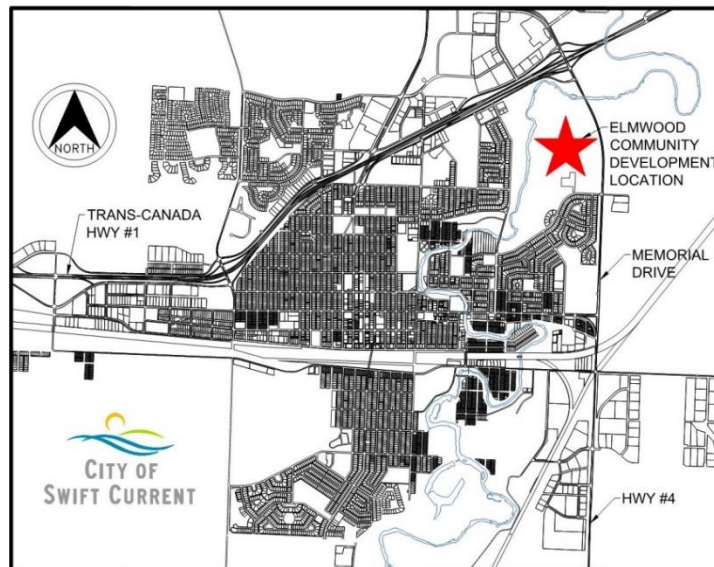 NORTH
ELMWOOD
COMMUNITY
DEVELOPMENT
LOCATION
TRANS-CANADA
HWY #1
MEMORIAL
DRIVE
CITY OF
SWIFT CURRENT
HWY #4